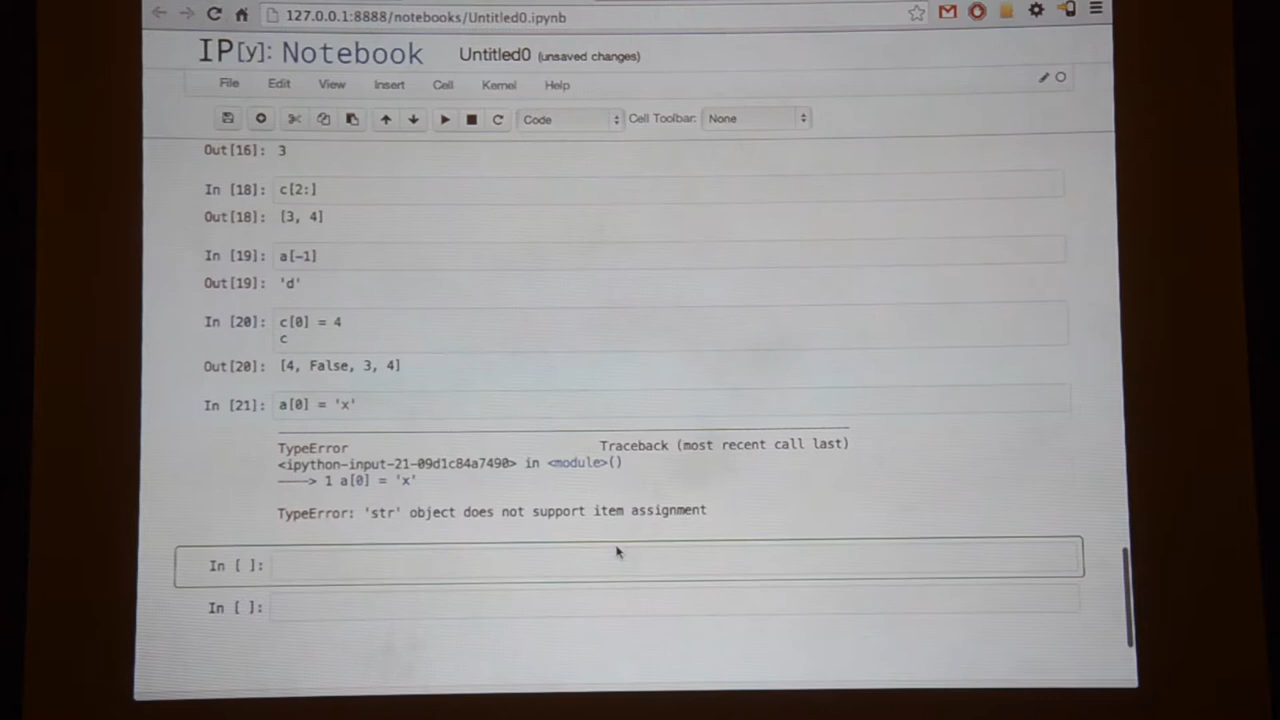 127.0.0.1:8888/notebooks/Untitled0.ipynb
IP[y]: Notebook Untitled0 (unsaved changes)
File Edit View Insert Cell Kernel Help
Code Cell Toolbar: None
Out[16]: 3
In [18]: c[2:]
Out[18]: [3, 4]
In [19]: a[-1]
Out[19]: 'd'
In [20]: c[0] = 4
c
Out[20]: [4, False, 3, 4]
In [21]: a[0] = 'x'
TypeError Traceback (most recent call last)
<ipython-input-21-09d1c84a7490> in <module>()
----> 1 a[0] = 'x'
TypeError: 'str' object does not support item assignment
In [ ]:
In [ ]: